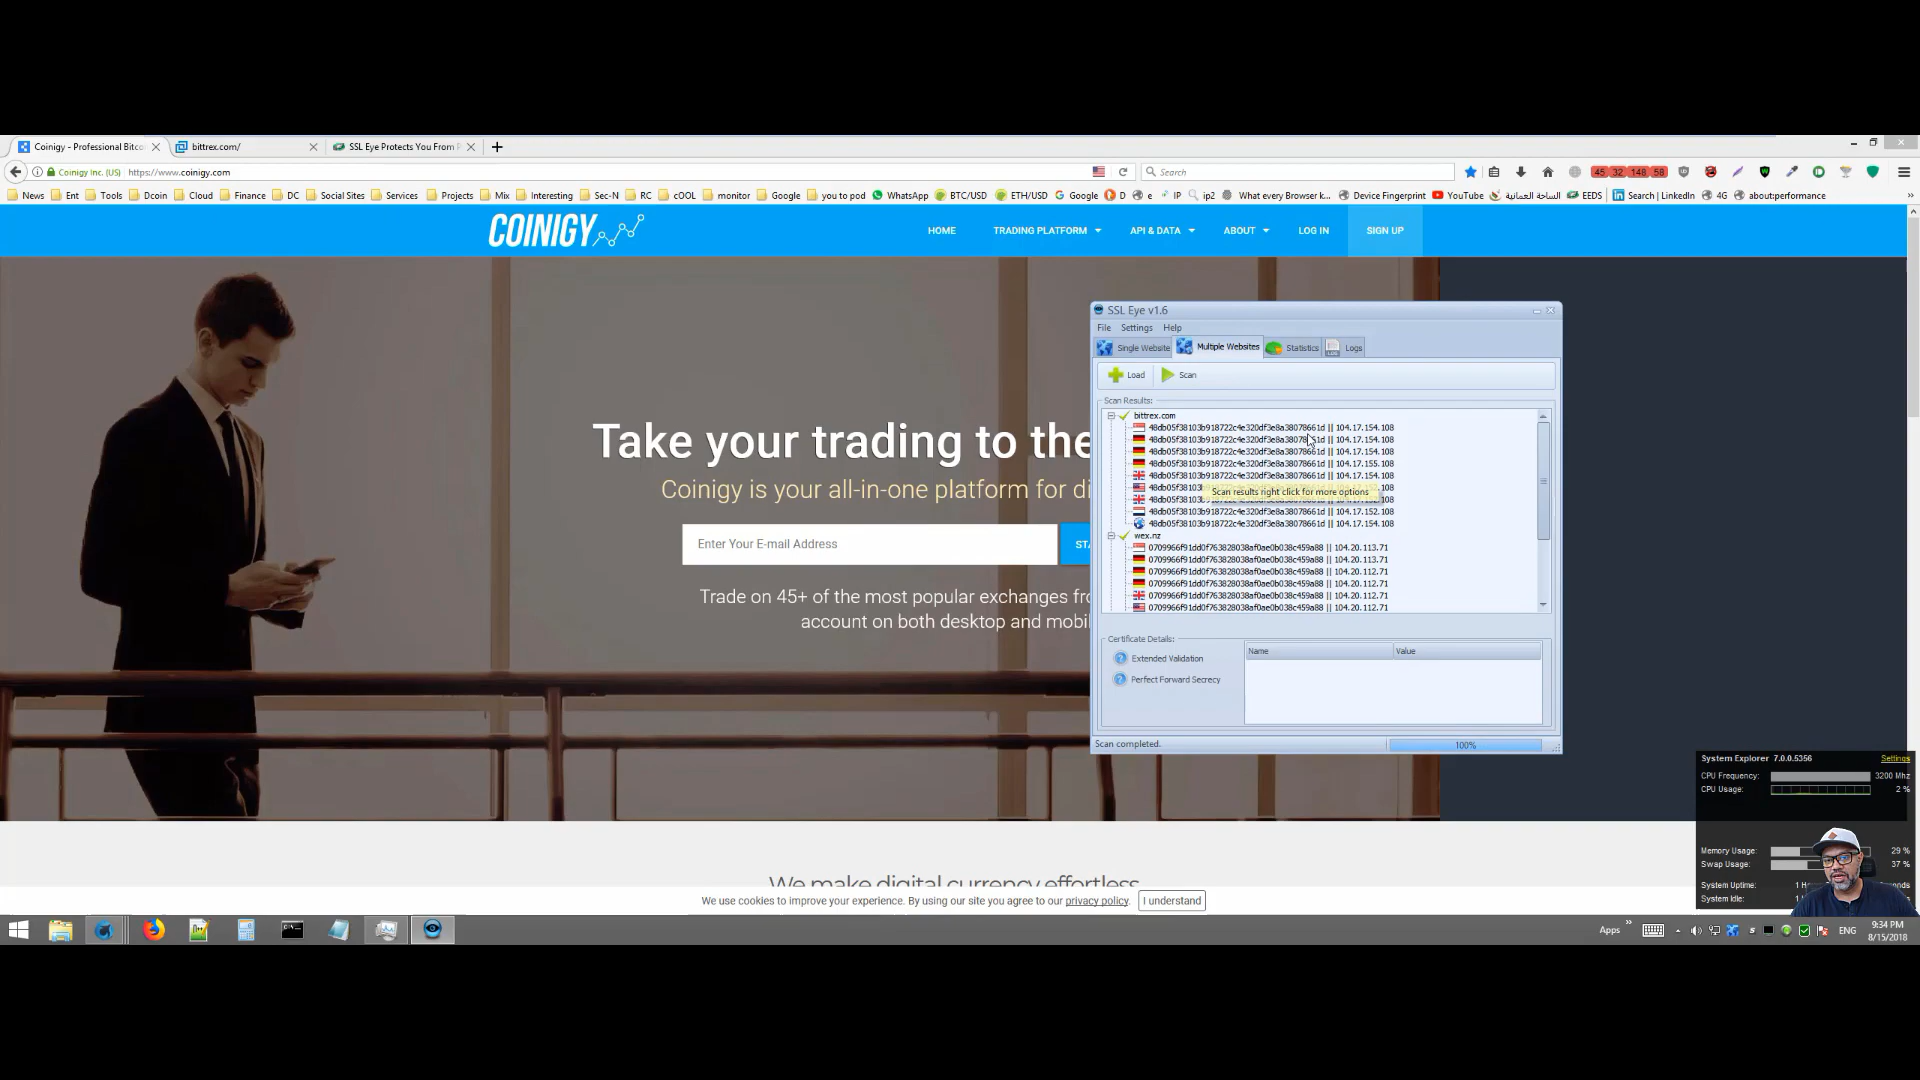 Coinigy - Professional Bitco
bittrex.com/
SSL Eye Protects You From
Coinigy Inc. (US)
https://www.coinigy.com
Search
45 32 148 58
News Ent Tools Dcoin Cloud Finance DC Social Sites Services Projects Mix Interesting Sec-N RC cOOL monitor Google you to pod WhatsApp BTC/USD ETH/USD Google D e IP ip2 What every Browser k... Device Fingerprint YouTube الساحة العمانية EEDS Search | LinkedIn 4G about:performance
COINIGY
HOME TRADING PLATFORM API & DATA ABOUT LOG IN SIGN UP
Take your trading to the
Coinigy is your all-in-one platform for di
Enter Your E-mail Address
STA
Trade on 45+ of the most popular exchanges fro
account on both desktop and mobil
We make digital currency effortless
We use cookies to improve your experience. By using our site you agree to our privacy policy.
I understand
SSL Eye v1.6
File Settings Help
Single Website Multiple Websites Statistics Logs
Load Scan
Scan Results:
bittrex.com
48db05f38103b918722c4e320df3e8a38078661d || 104.17.154.108
48db05f38103b918722c4e320df3e8a38078661d || 104.17.154.108
48db05f38103b918722c4e320df3e8a38078661d || 104.17.154.108
48db05f38103b918722c4e320df3e8a38078661d || 104.17.155.108
48db05f38103b918722c4e320df3e8a38078661d || 104.17.154.108
Scan results right click for more options
48db05f38103b918722c4e320df3e8a38078661d || 104.17.152.108
48db05f38103b918722c4e320df3e8a38078661d || 104.17.154.108
wex.nz
0709966f91dd0f763828038af0ae0b038c459a88 || 104.20.113.71
0709966f91dd0f763828038af0ae0b038c459a88 || 104.20.113.71
0709966f91dd0f763828038af0ae0b038c459a88 || 104.20.112.71
0709966f91dd0f763828038af0ae0b038c459a88 || 104.20.112.71
0709966f91dd0f763828038af0ae0b038c459a88 || 104.20.112.71
0709966f91dd0f763828038af0ae0b038c459a88 || 104.20.112.71
Certificate Details:
Extended Validation
Perfect Forward Secrecy
Name Value
Scan completed.
100%
System Explorer 7.0.0.5356 Settings
CPU Frequency: 3200 Mhz
CPU Usage: 2 %
Memory Usage: 29 %
Swap Usage: 37 %
System Uptime:
System Idle:
Apps
ENG
9:34 PM
8/15/2018